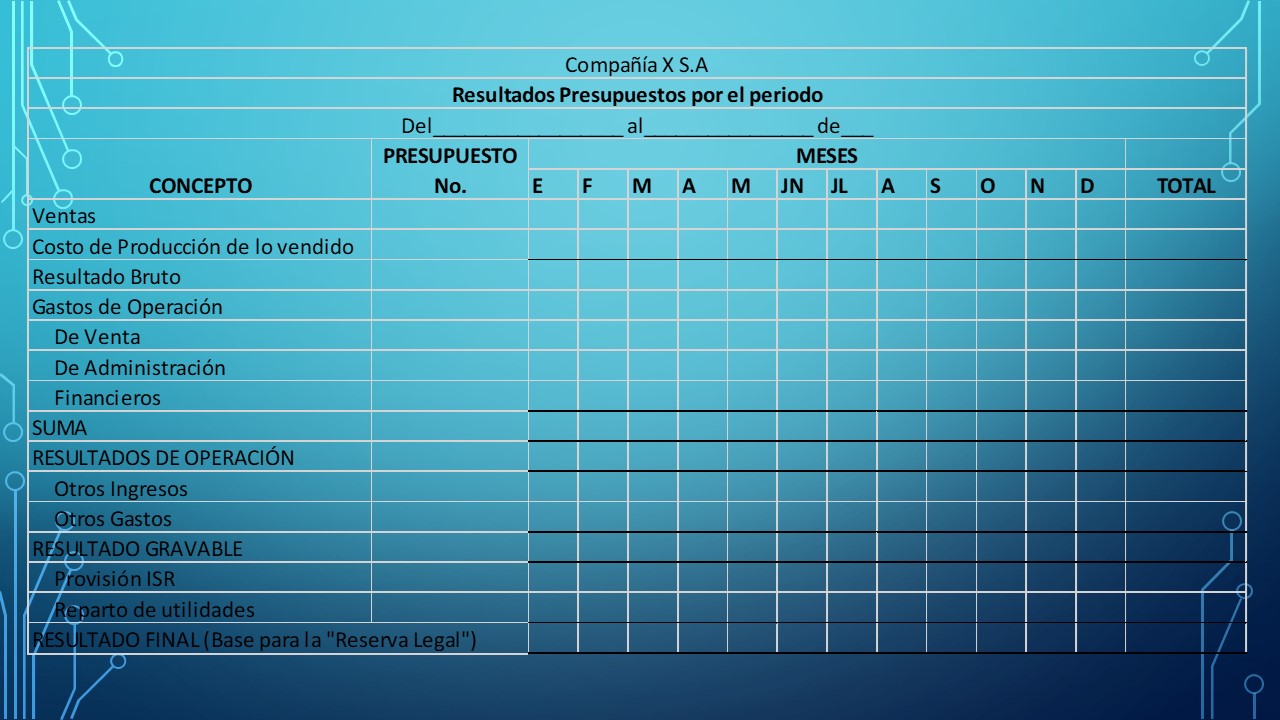 Compañía X S.A
Resultados Presupuestos por el periodo
Del__________________ al________________ de___
PRESUPUESTO MESES
CONCEPTO No. E F M A M JN JL A S O N D TOTAL
Ventas
Costo de Producción de lo vendido
Resultado Bruto
Gastos de Operación
De Venta
De Administración
Financieros
SUMA
RESULTADOS DE OPERACIÓN
Otros Ingresos
Otros Gastos
RESULTADO GRAVABLE
Provisión ISR
Reparto de utilidades
RESULTADO FINAL (Base para la "Reserva Legal")